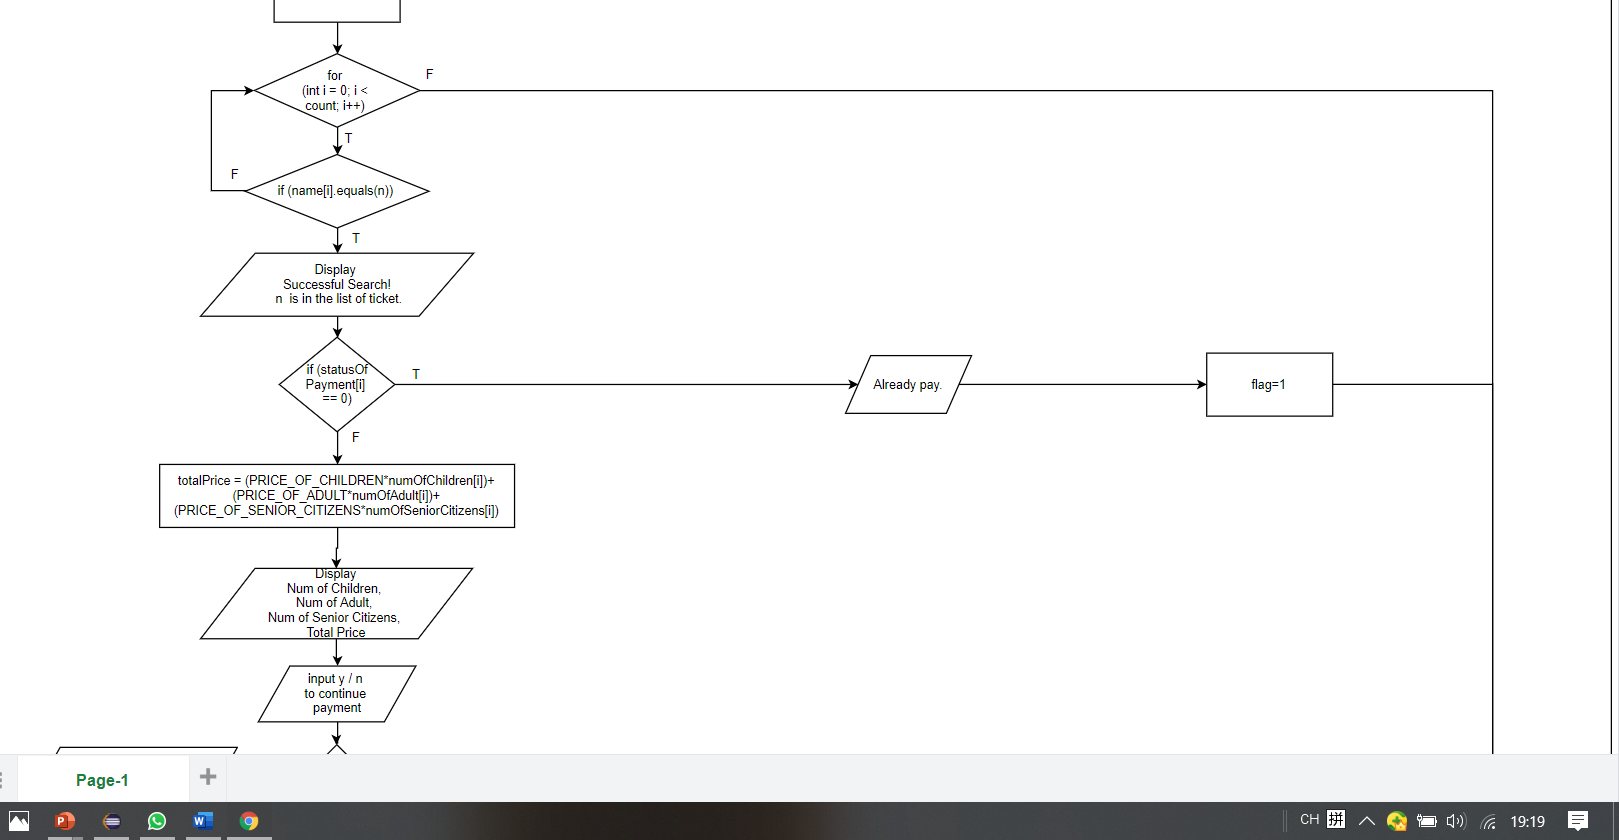 for
(int i = 0; i <
count; i++)
F
T
F
if (name[i].equals(n))
T
Display
Successful Search!
n is in the list of ticket.
if (statusOf
Payment[i]
== 0)
T
Already pay.
flag=1
F
totalPrice = (PRICE_OF_CHILDREN*numOfChildren[i])+
(PRICE_OF_ADULT*numOfAdult[i])+
(PRICE_OF_SENIOR_CITIZENS*numOfSeniorCitizens[i])
Display
Num of Children,
Num of Adult,
Num of Senior Citizens,
Total Price
input y / n
to continue
payment
Page-1
CH 拼 19:19